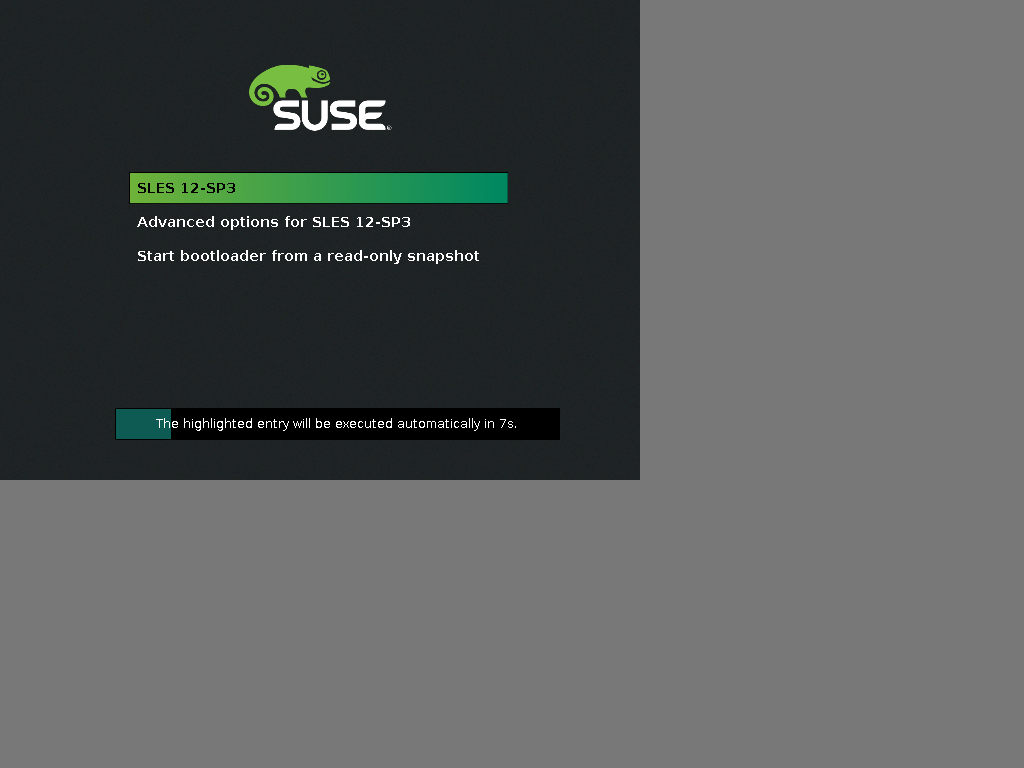 SUSE
SLES 12-SP3
Advanced options for SLES 12-SP3
Start bootloader from a read-only snapshot
The highlighted entry will be executed automatically in 7s.